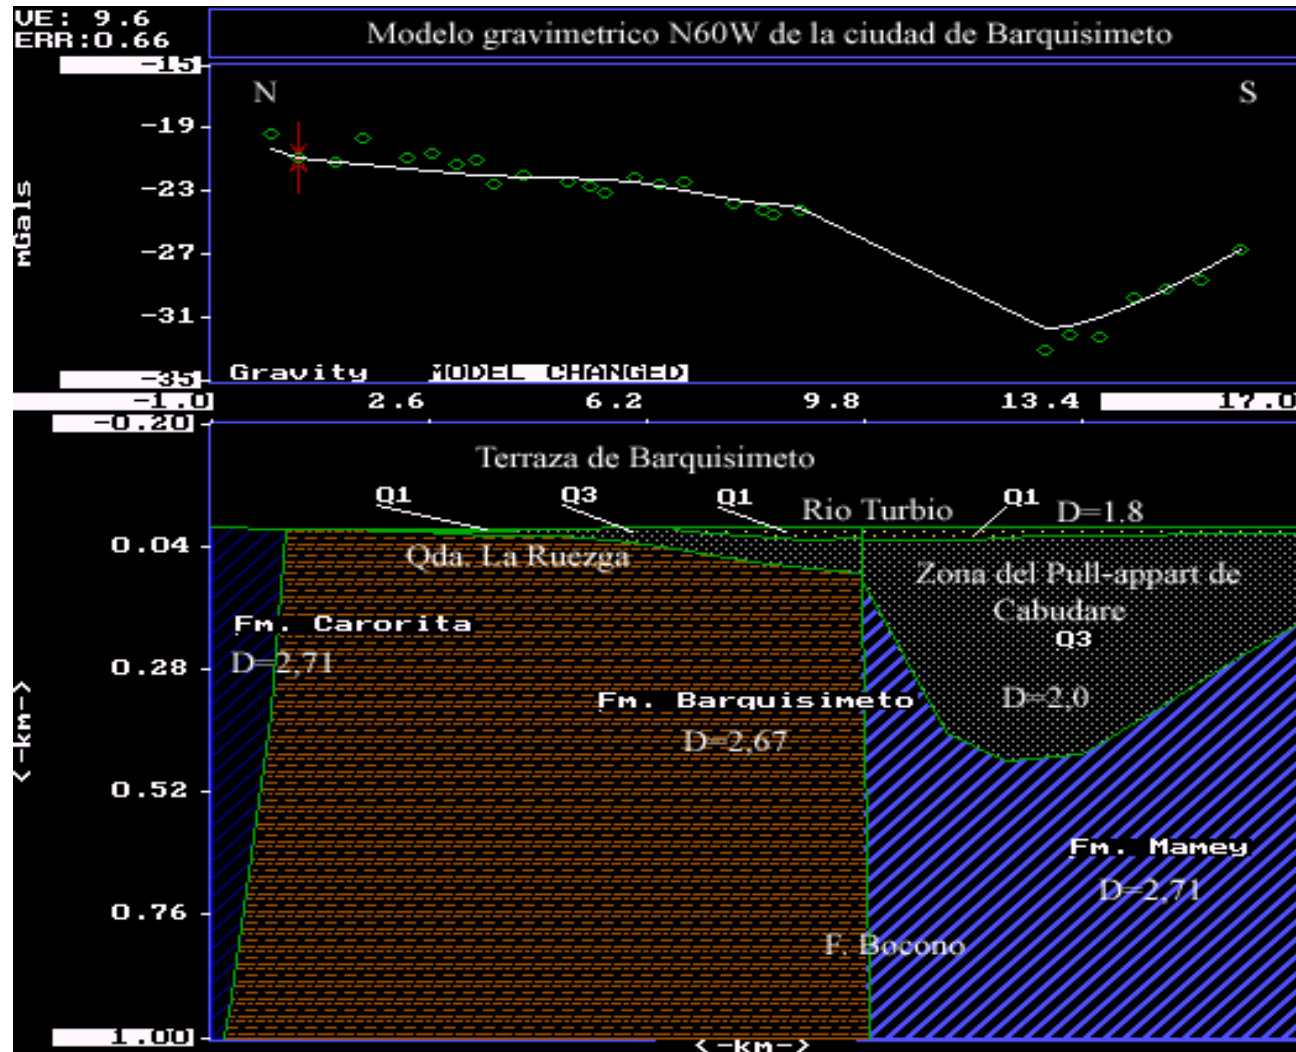 VE: 9.6
ERR:0.66
Modelo gravimetrico N60W de la ciudad de Barquisimeto
-15
N
S
-19
-23
mGals
-27
-31
-35
Gravity MODEL CHANGED
-1.0 2.6 6.2 9.8 13.4 17.0
-0.20
Terraza de Barquisimeto
Q1 Q3 Q1 Rio Turbio Q1 D=1.8
0.04
Qda. La Ruezga
Zona del Pull-appart de
Cabudare
Q3
Fm. Carorita
D=2,71
0.28
D=2,0
Fm. Barquisimeto
D=2,67
<-km->
0.52
Fm. Mamey
D=2,71
0.76
F. Bocono
1.00
<-km->